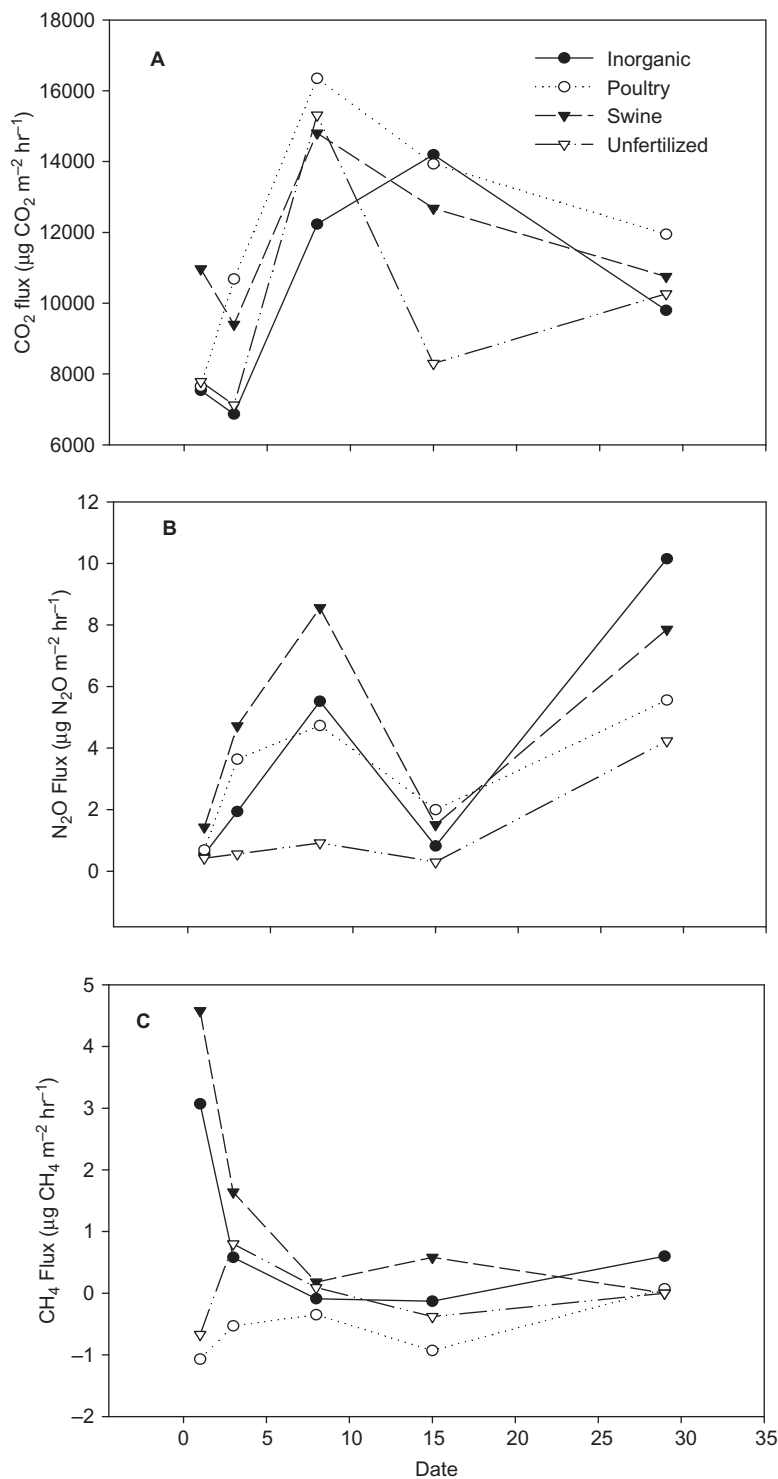 18000
16000
14000
12000
10000
8000
6000
CO₂ flux (µg CO₂ m⁻² hr⁻¹)
A
Inorganic
Poultry
Swine
Unfertilized
12
10
8
6
4
2
0
N₂O Flux (µg N₂O m⁻² hr⁻¹)
B
5
4
3
2
1
0
–1
–2
CH₄ Flux (µg CH₄ m⁻² hr⁻¹)
C
0 5 10 15 20 25 30 35
Date